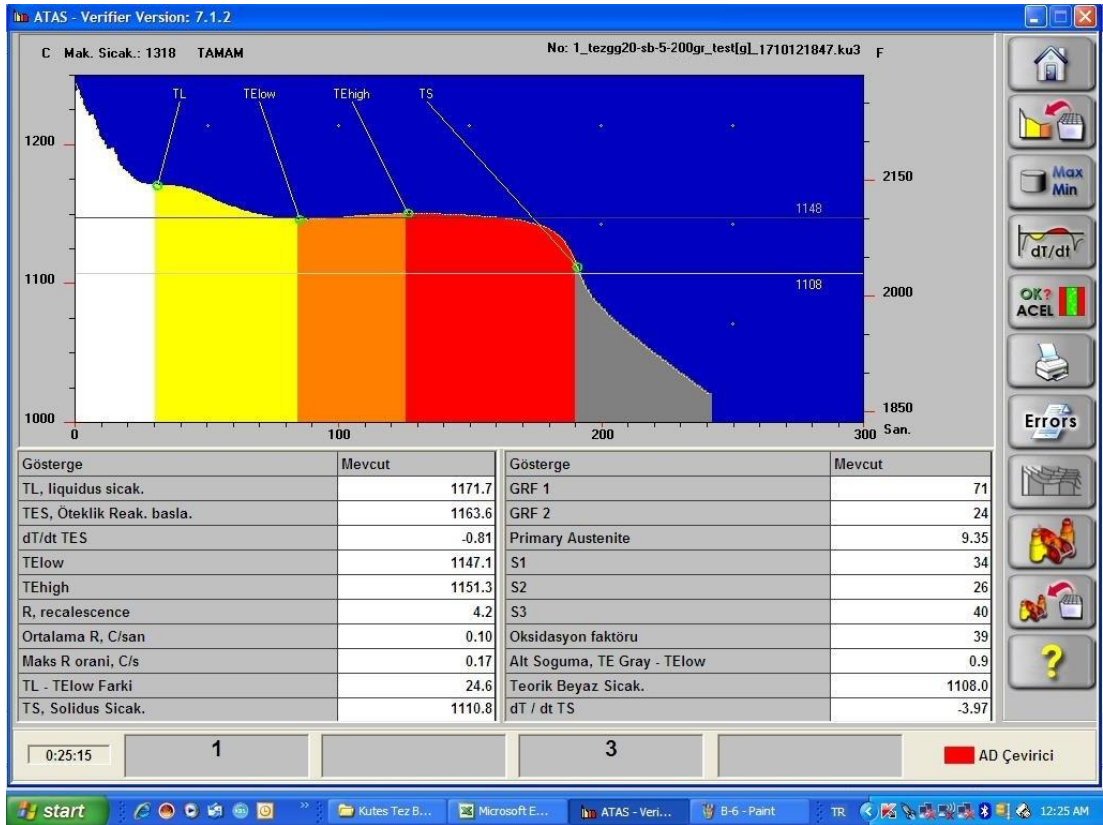 ATAS - Verifier Version: 7.1.2
C Mak. Sicak.: 1318 TAMAM No: 1_tezgg20-sb-5-200gr_test[g]_1710121847.ku3 F
TL TElow TEhigh TS
1200
2150
1148
1100
1108
2000
1000
1850
0 100 200 300 San.
Max
Min
dT/dt
OK?
ACEL
Errors
?
Gösterge Mevcut Gösterge Mevcut
TL, liquidus sicak. 1171.7 GRF 1 71
TES, Öteklik Reak. basla. 1163.6 GRF 2 24
dT/dt TES -0.81 Primary Austenite 9.35
TElow 1147.1 S1 34
TEhigh 1151.3 S2 26
R, recalescence 4.2 S3 40
Ortalama R, C/san 0.10 Oksidasyon faktöru 39
Maks R orani, C/s 0.17 Alt Soguma, TE Gray - TElow 0.9
TL - TElow Farki 24.6 Teorik Beyaz Sicak. 1108.0
TS, Solidus Sicak. 1110.8 dT / dt TS -3.97
0:25:15 1 3 AD Çevirici
start Kutes Tez B... Microsoft E... ATAS - Veri... B-6 - Paint TR 12:25 AM